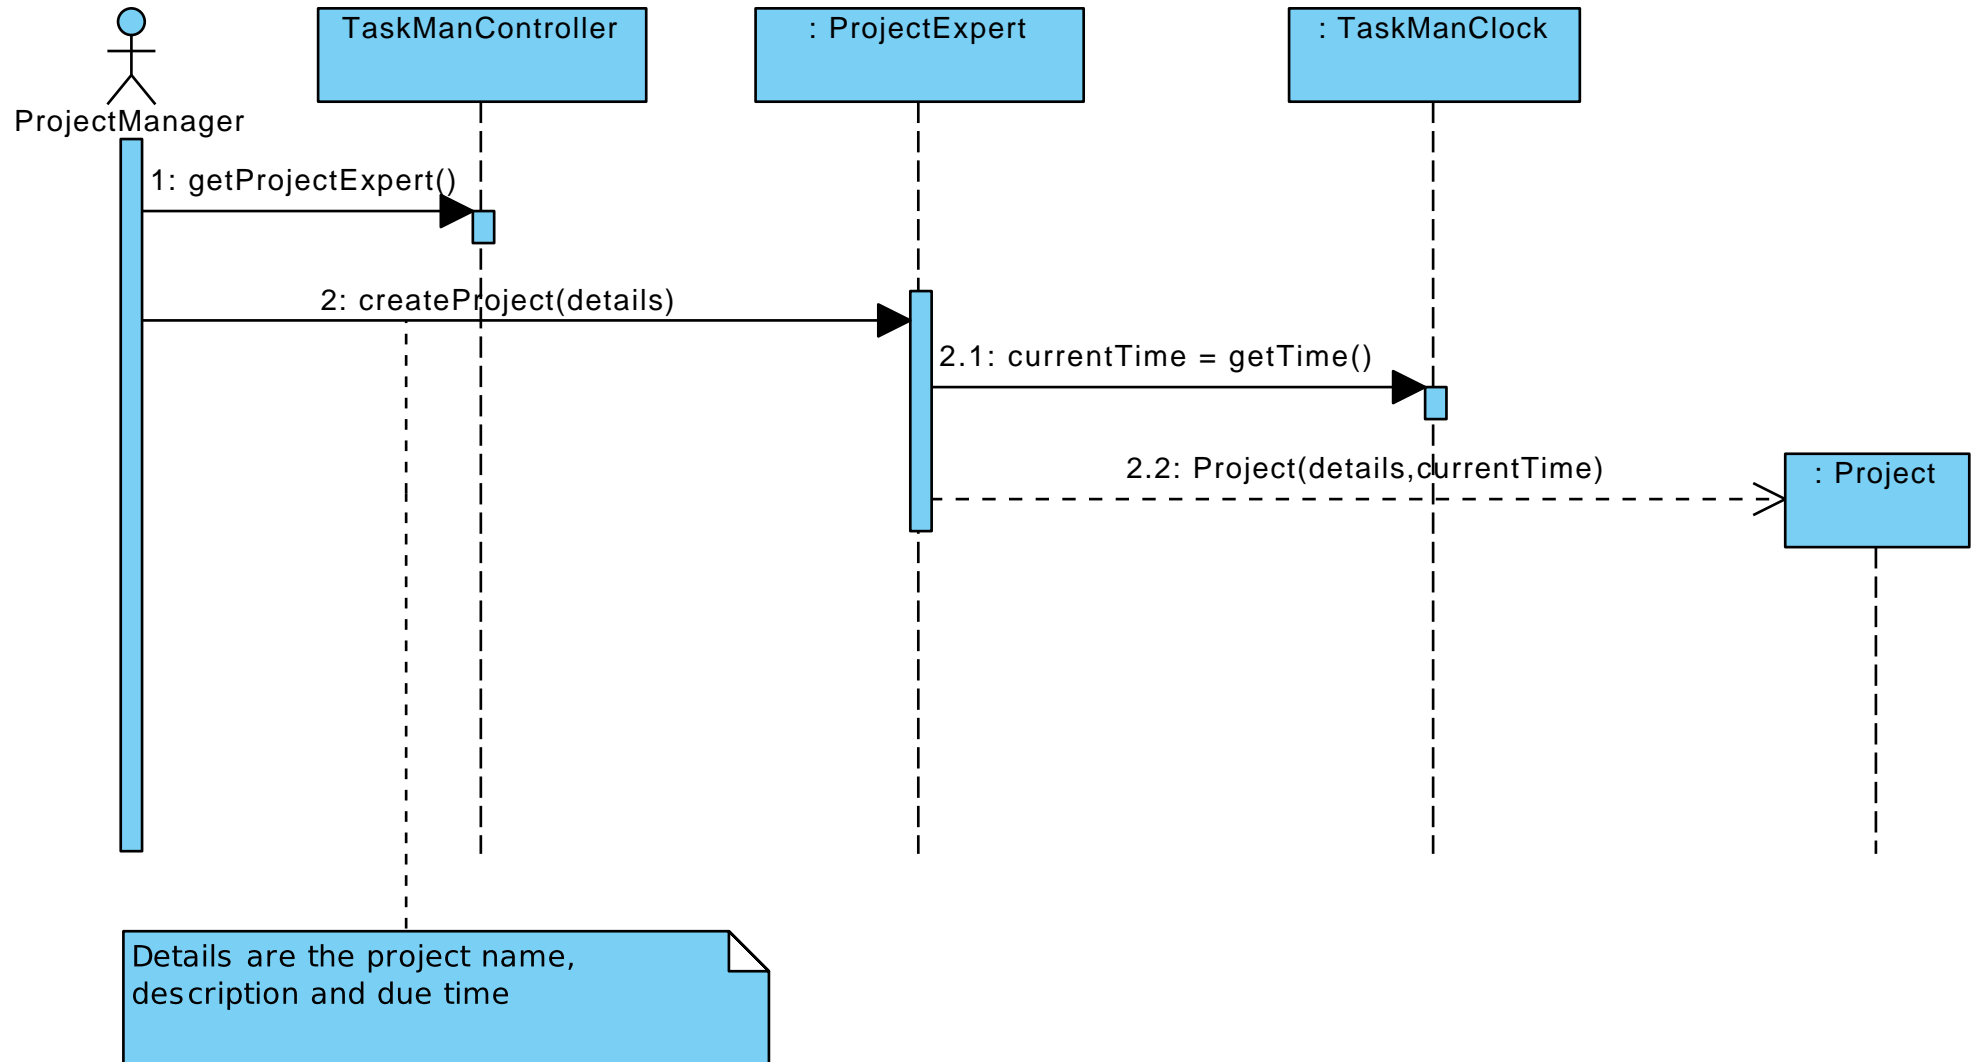 TaskManController
: ProjectExpert
: TaskManClock
ProjectManager
1: getProjectExpert()
2: createProject(details)
2.1: currentTime = getTime()
2.2: Project(details,currentTime)
: Project
Details are the project name,
description and due time